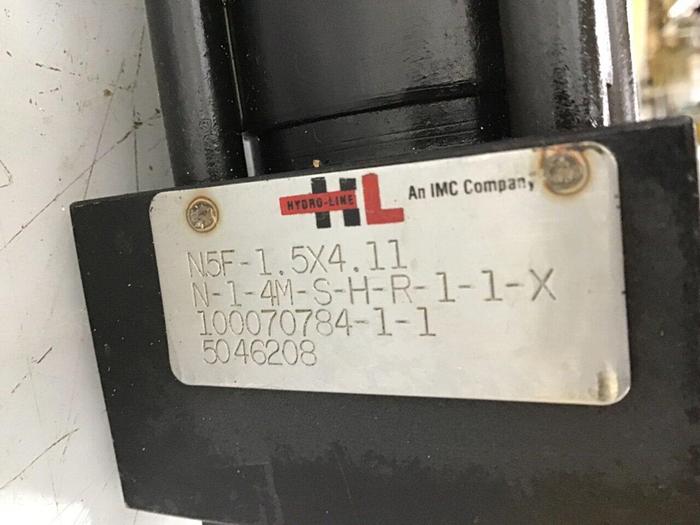 HYDRO-LINE HL An IMC Company
N5F-1.5X4.11
N-1-4M-S-H-R-1-1-X
100070784-1-1
5046208